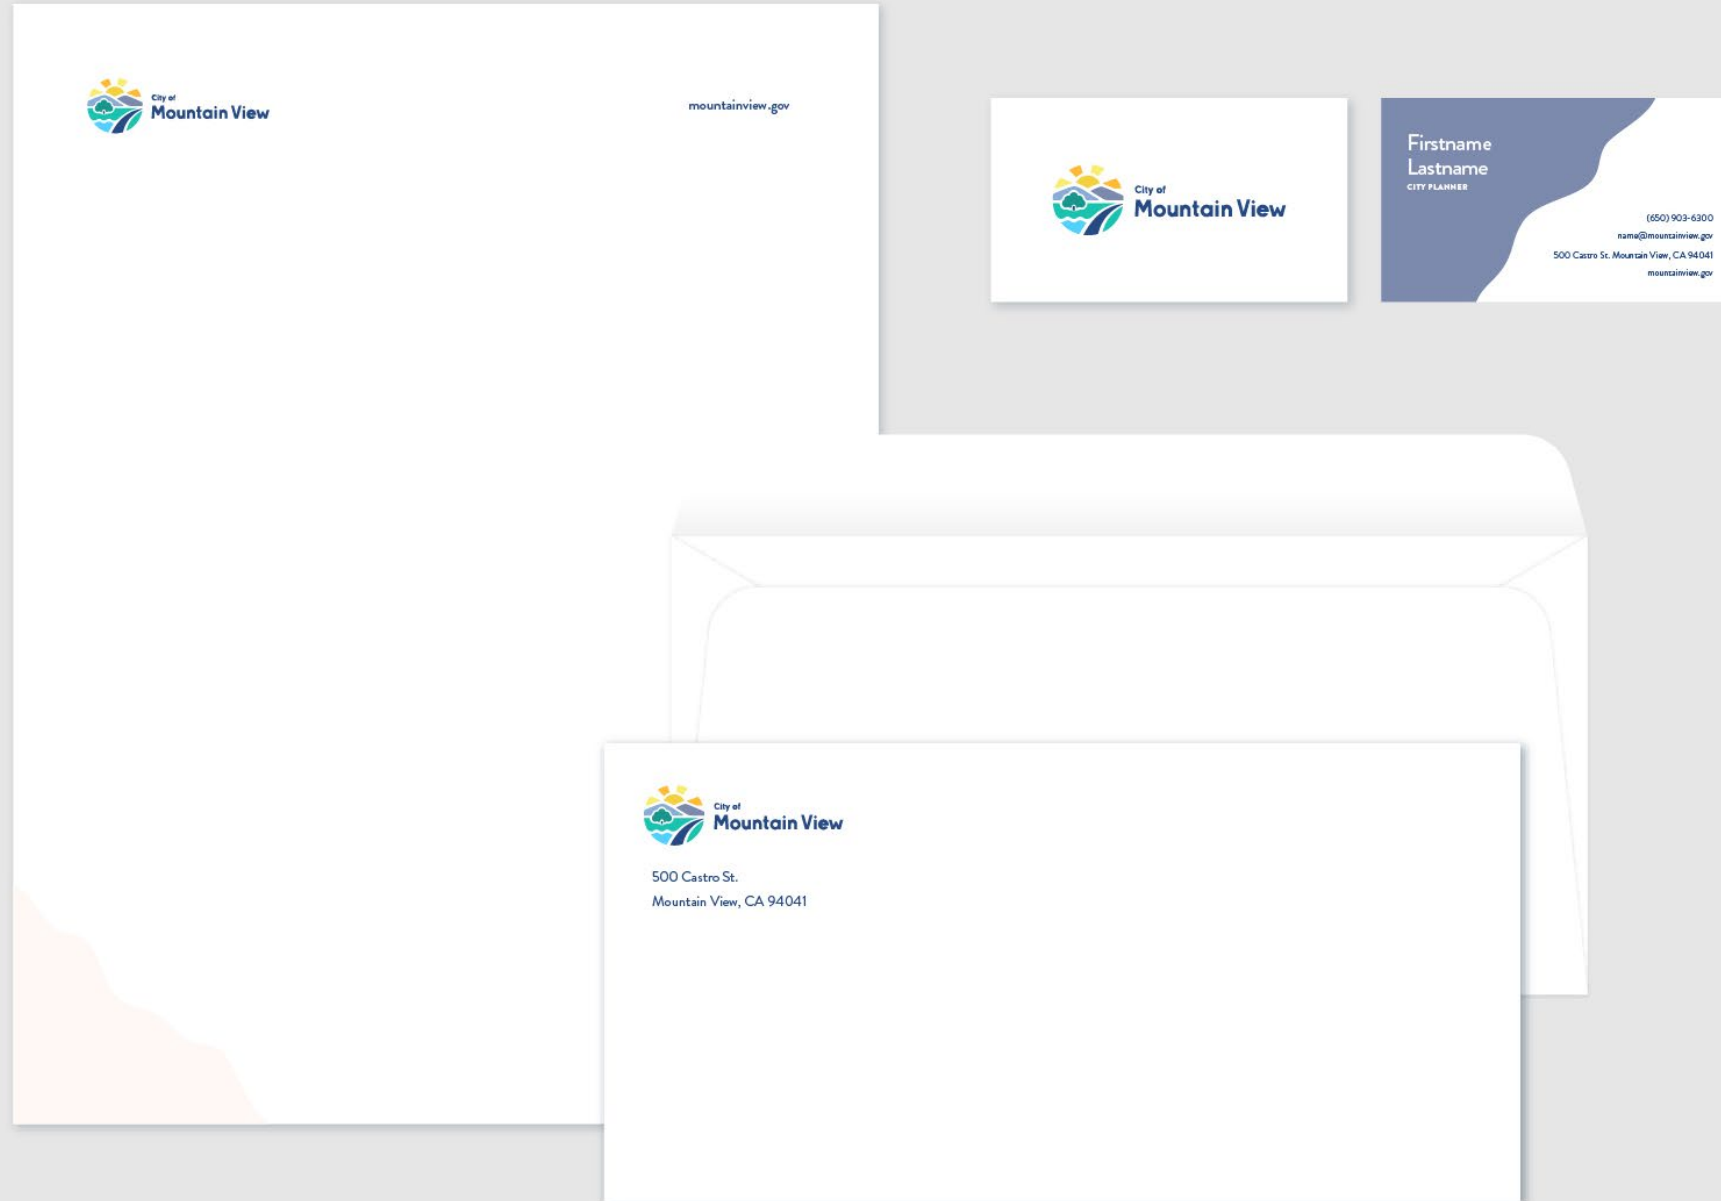 City of
Mountain View
mountainview.gov
City of
Mountain View
Firstname
Lastname
CITY PLANNER
(650) 903-6300
name@mountainview.gov
500 Castro St. Mountain View, CA 94041
mountainview.gov
City of
Mountain View
500 Castro St.
Mountain View, CA 94041